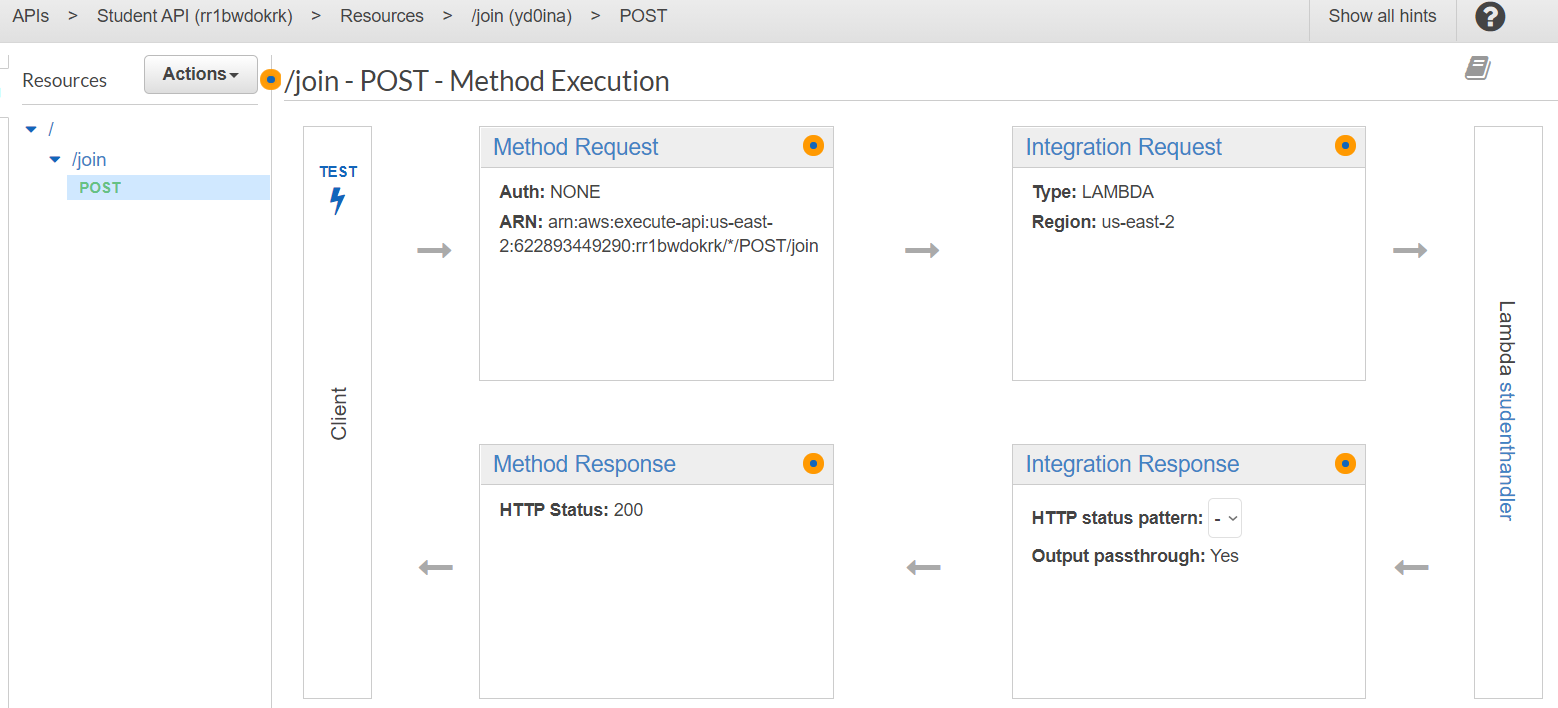 APIs > Student API (rr1bwdokrk) > Resources > /join (yd0ina) > POST
Show all hints
?
Resources
Actions
/join - POST - Method Execution
/
/join
POST
TEST
Client
Method Request
Auth: NONE
ARN: arn:aws:execute-api:us-east-
2:622893449290:rr1bwdokrk/*/POST/join
Integration Request
Type: LAMBDA
Region: us-east-2
Lambda studenthandler
Method Response
HTTP Status: 200
Integration Response
HTTP status pattern: -
Output passthrough: Yes